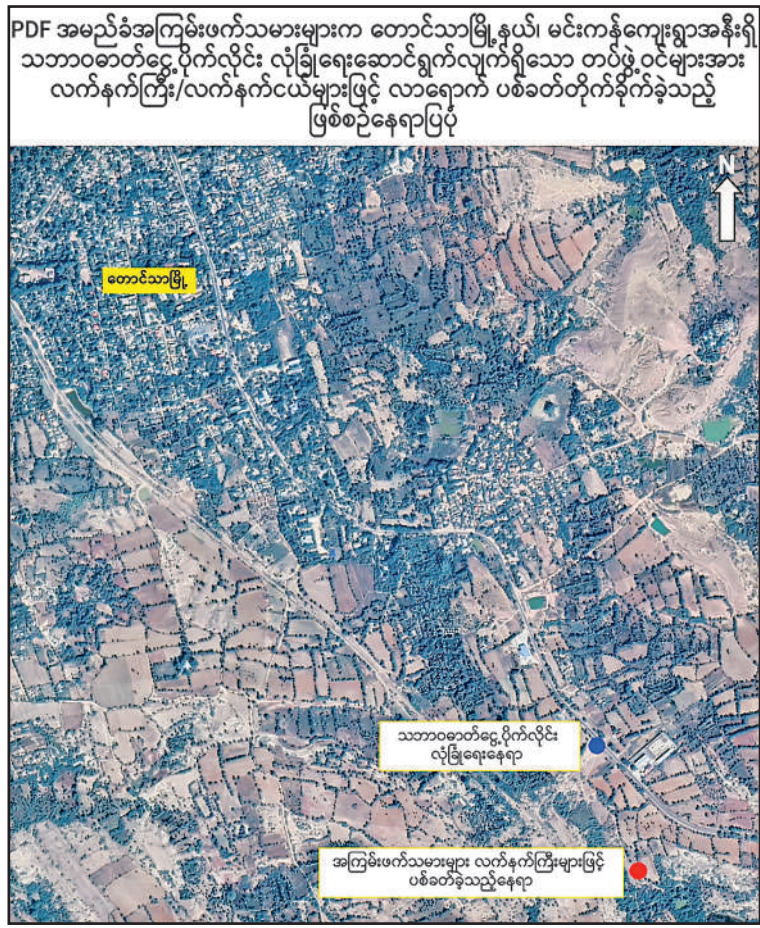 PDF အမည်ခံအကြမ်းဖက်သမားများက တောင်သာမြို့နယ်၊ မင်းကန်ကျေးရွာအနီးရှိ
သဘာဝဓာတ်ငွေ့ပိုက်လိုင်း လုံခြုံရေးဆောင်ရွက်လျက်ရှိသော တပ်ဖွဲ့ဝင်များအား
လက်နက်ကြီး/လက်နက်ငယ်များဖြင့် လာရောက် ပစ်ခတ်တိုက်ခိုက်ခဲ့သည့်
ဖြစ်စဉ်နေရာပြပုံ
N
တောင်သာမြို့
သဘာဝဓာတ်ငွေ့ပိုက်လိုင်း
လုံခြုံရေးနေရာ
အကြမ်းဖက်သမားများ လက်နက်ကြီးများဖြင့်
ပစ်ခတ်ခဲ့သည့်နေရာ